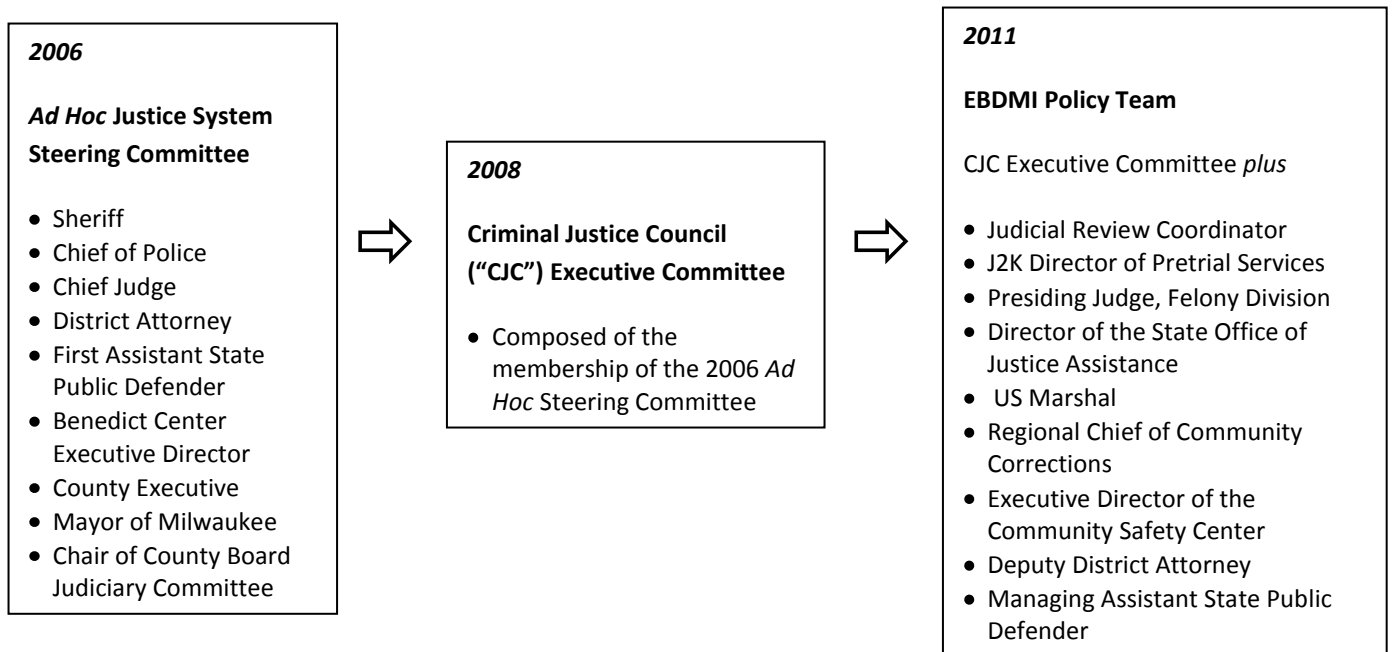 2006
Ad Hoc Justice System
Steering Committee
• Sheriff
• Chief of Police
• Chief Judge
• District Attorney
• First Assistant State
Public Defender
• Benedict Center
Executive Director
• County Executive
• Mayor of Milwaukee
• Chair of County Board
Judiciary Committee
2008
Criminal Justice Council
(“CJC”) Executive Committee
• Composed of the
membership of the 2006 Ad
Hoc Steering Committee
2011
EBDMI Policy Team
CJC Executive Committee plus
• Judicial Review Coordinator
• J2K Director of Pretrial Services
• Presiding Judge, Felony Division
• Director of the State Office of
Justice Assistance
• US Marshal
• Regional Chief of Community
Corrections
• Executive Director of the
Community Safety Center
• Deputy District Attorney
• Managing Assistant State Public
Defender